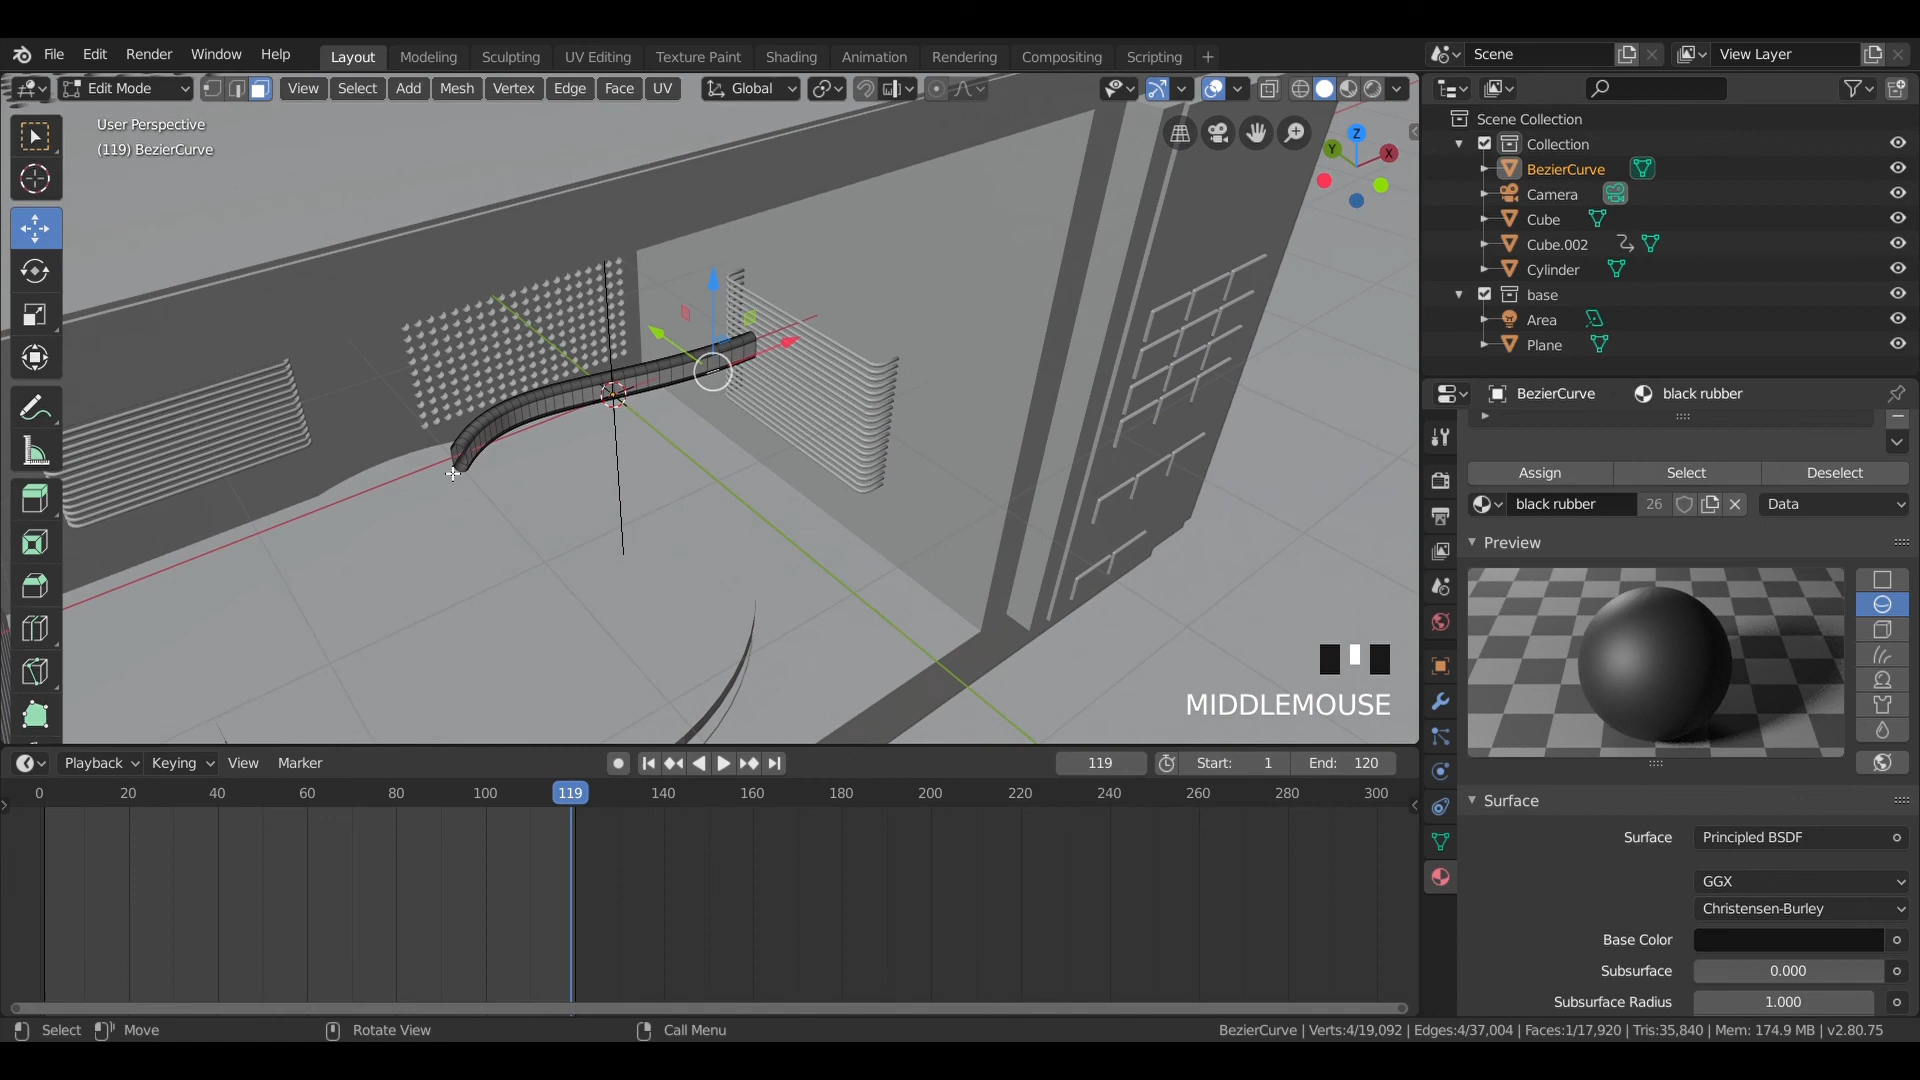 File Edit Render Window Help Layout Modeling Sculpting UV Editing Texture Paint Shading Animation Rendering Compositing Scripting + Scene View Layer
Edit Mode View Select Add Mesh Vertex Edge Face UV Global
User Perspective
(119) BezierCurve
Z
Y X
Scene Collection
Collection
BezierCurve
Camera
Cube
Cube.002
Cylinder
base
Area
Plane
BezierCurve black rubber
Assign Select Deselect
black rubber 26 Data
Preview
MIDDLEMOUSE
Surface
Surface Principled BSDF
GGX
Christensen-Burley
Base Color
Subsurface 0.000
Subsurface Radius 1.000
Playback Keying View Marker 119 Start: 1 End: 120
0 20 40 60 80 100 119 140 160 180 200 220 240 260 280 300
Select Move Rotate View Call Menu BezierCurve | Verts:4/19,092 | Edges:4/37,004 | Faces:1/17,920 | Tris:35,840 | Mem: 174.9 MB | v2.80.75